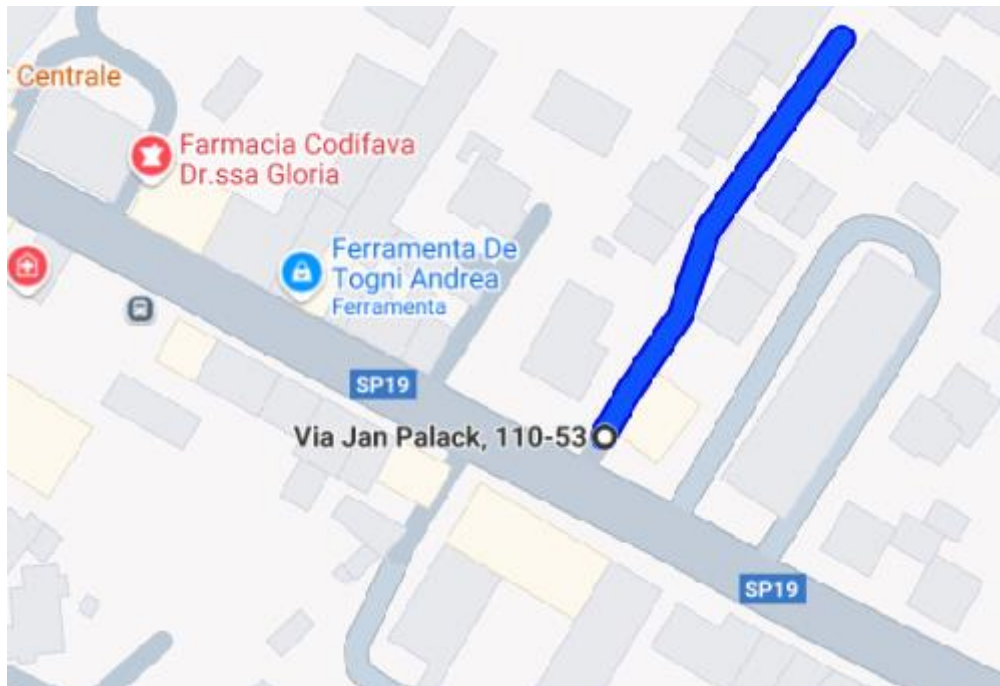 Centrale
Farmacia Codifava
Dr.ssa Gloria
Ferramenta De
Togni Andrea
Ferramenta
SP19
Via Jan Palack, 110-53
SP19